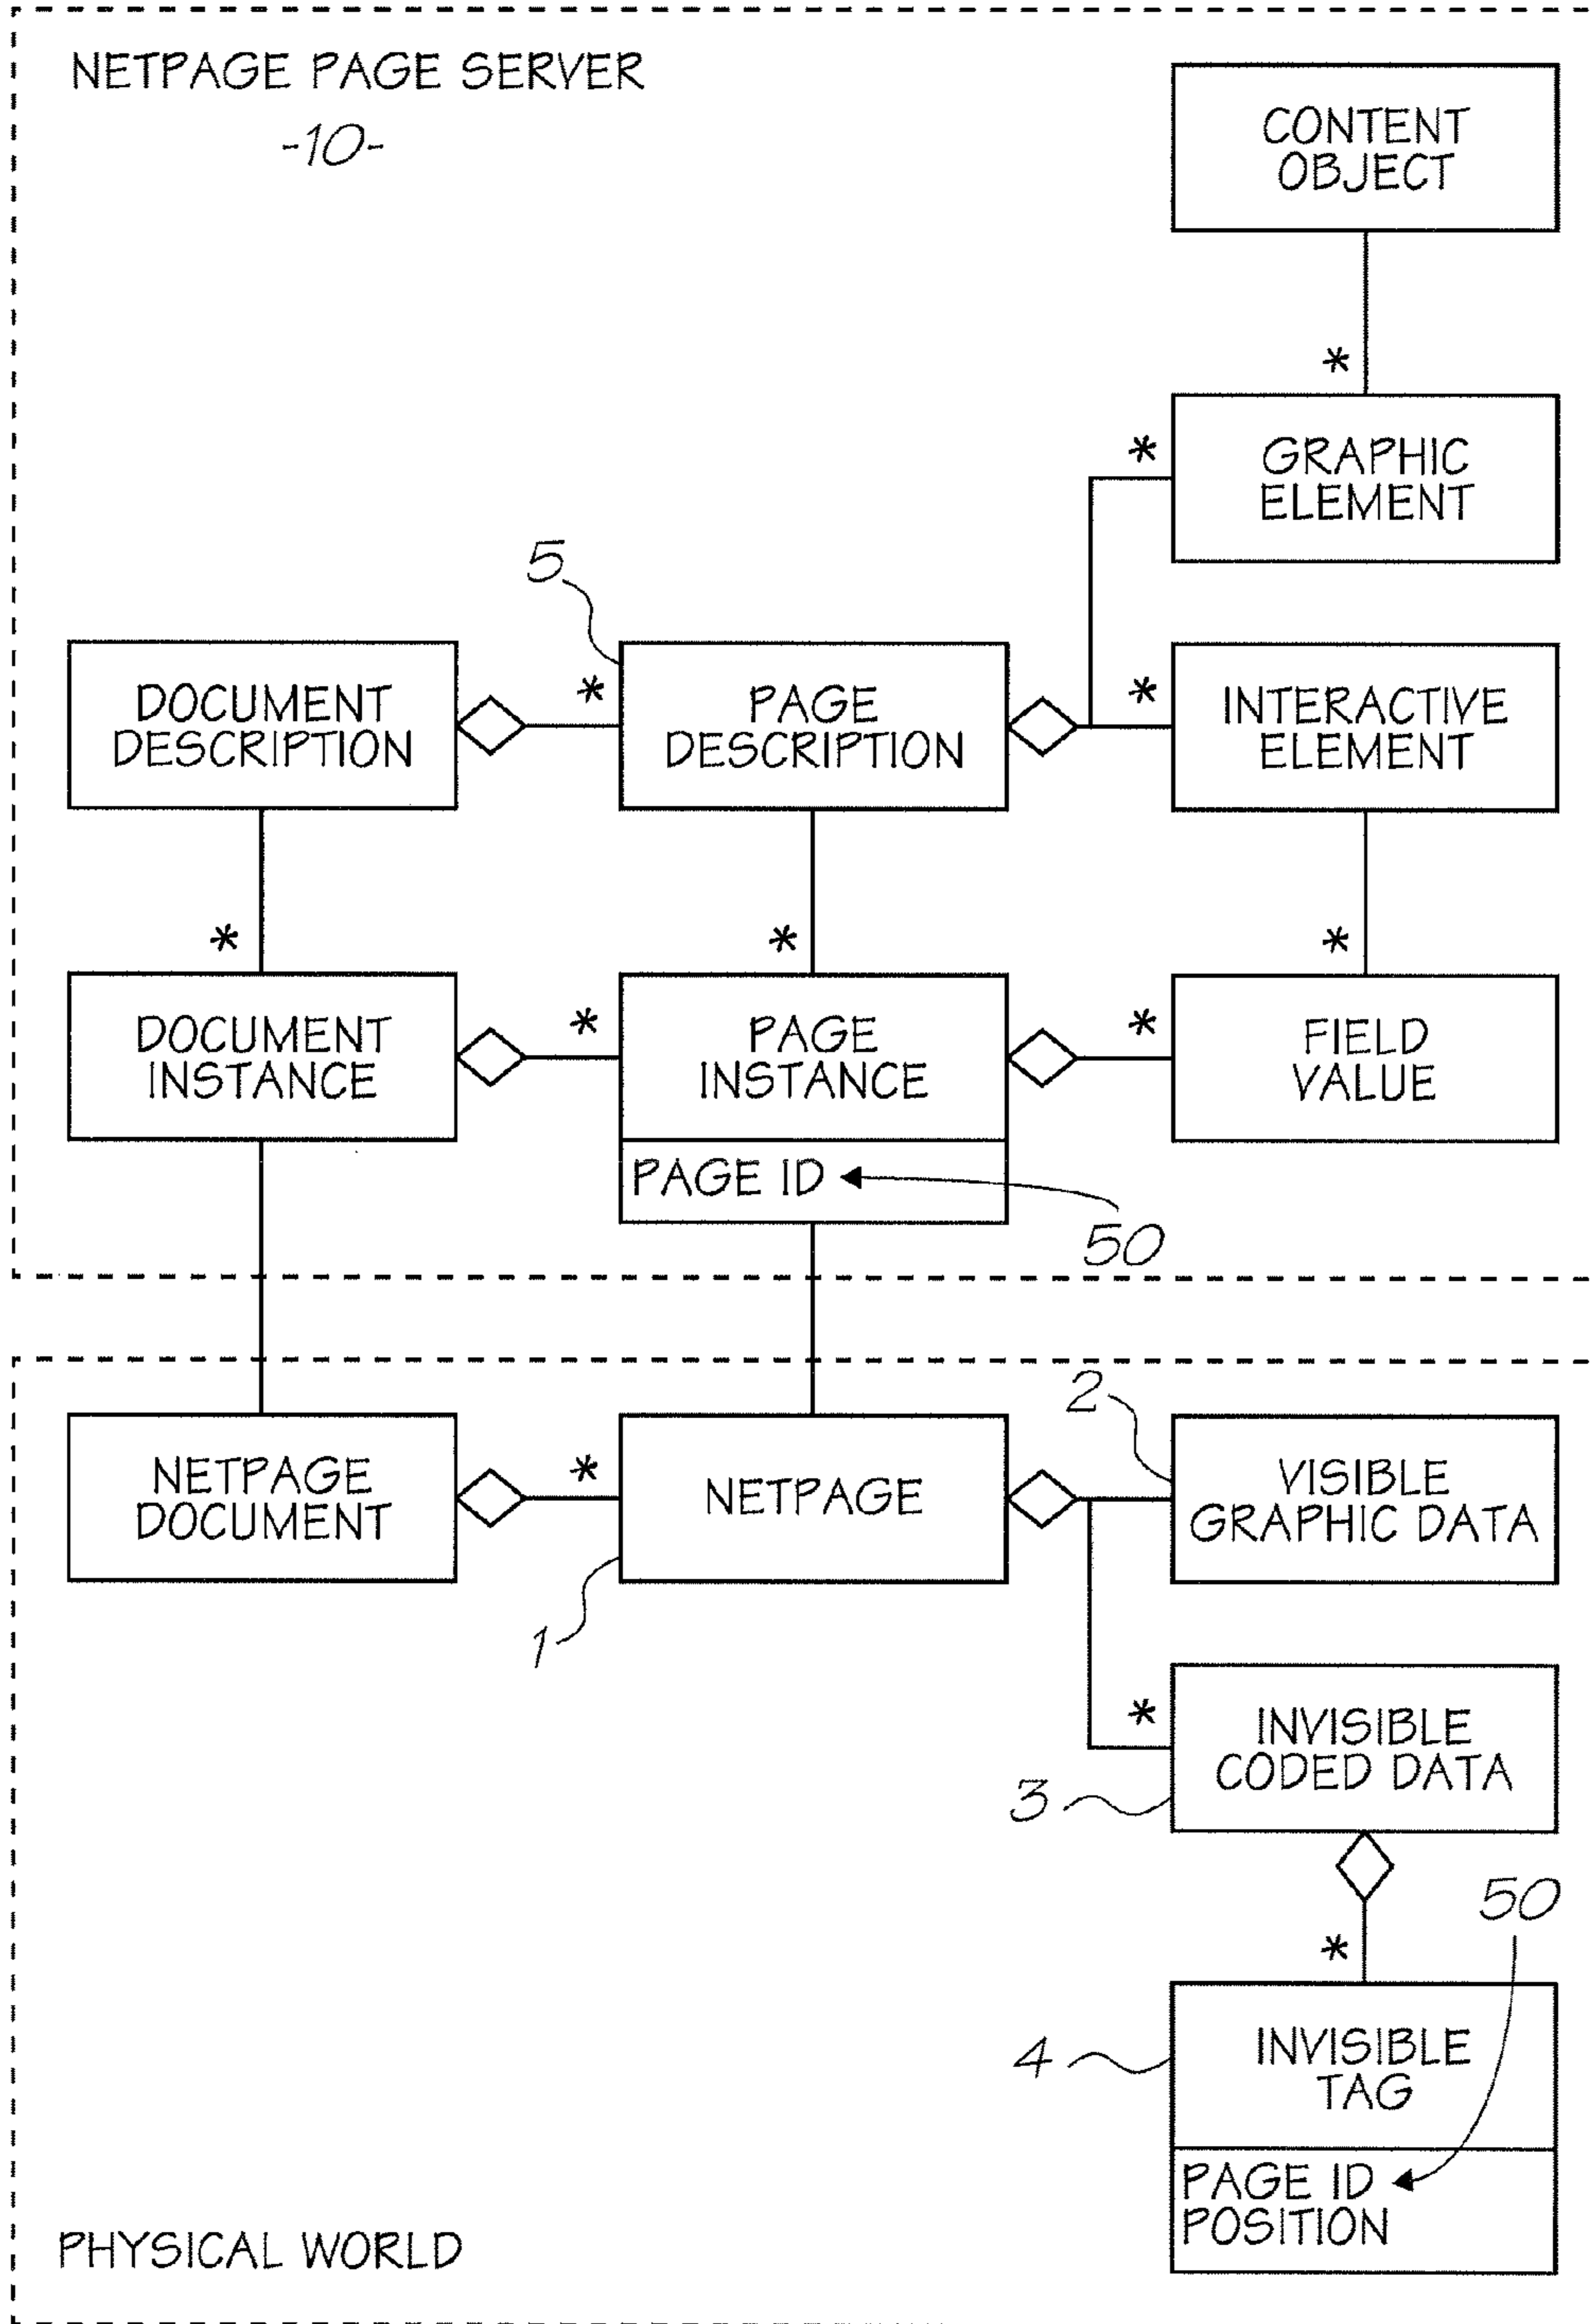 NETPAGE PAGE SERVER
-10-
CONTENT
OBJECT
*
*
GRAPHIC
ELEMENT
5
DOCUMENT
DESCRIPTION
*
PAGE
DESCRIPTION
*
INTERACTIVE
ELEMENT
*
*
*
DOCUMENT
INSTANCE
*
PAGE
INSTANCE
*
FIELD
VALUE
PAGE ID
50
2
NETPAGE
DOCUMENT
*
NETPAGE
VISIBLE
GRAPHIC DATA
1
*
INVISIBLE
CODED DATA
3
50
*
4
INVISIBLE
TAG
PAGE ID
POSITION
PHYSICAL WORLD